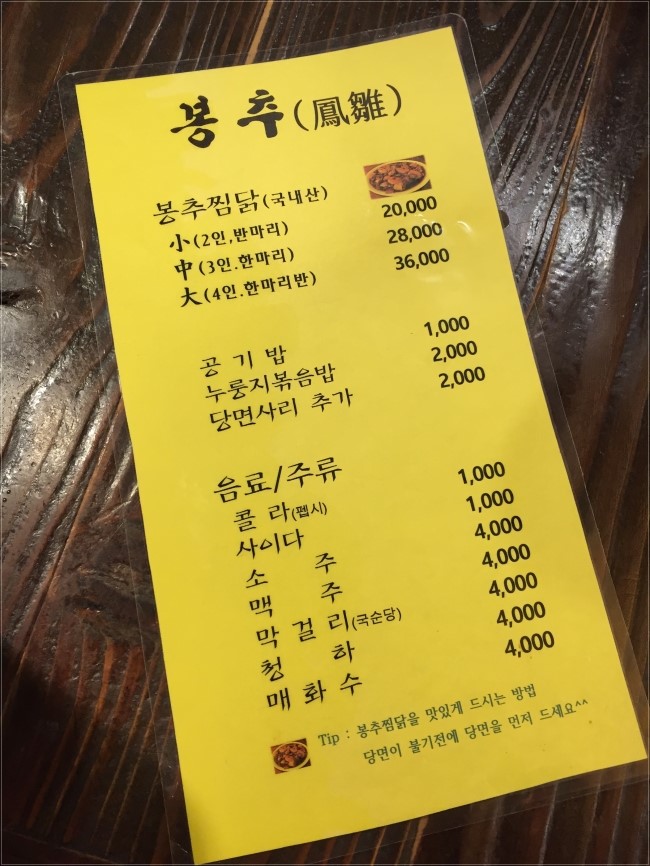 봉추(鳳雛)
봉추찜닭(국내산)
小(2인,반마리) 20,000
中(3인.한마리) 28,000
大(4인.한마리반) 36,000
공기밥 1,000
누룽지볶음밥 2,000
당면사리 추가 2,000
음료/주류
콜라(펩시) 1,000
사이다 1,000
소주 4,000
맥주 4,000
막걸리(국순당) 4,000
청하 4,000
매화수 4,000
Tip : 봉추찜닭을 맛있게 드시는 방법
당면이 불기전에 당면을 먼저 드세요^^